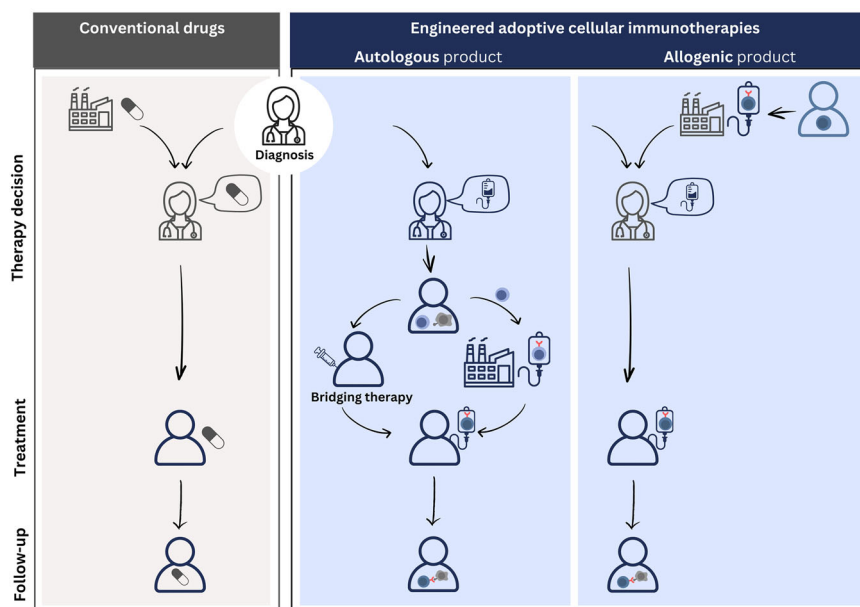 Conventional drugs
Engineered adoptive cellular immunotherapies
Autologous product
Allogenic product
Diagnosis
Therapy decision
Bridging therapy
Treatment
Follow-up